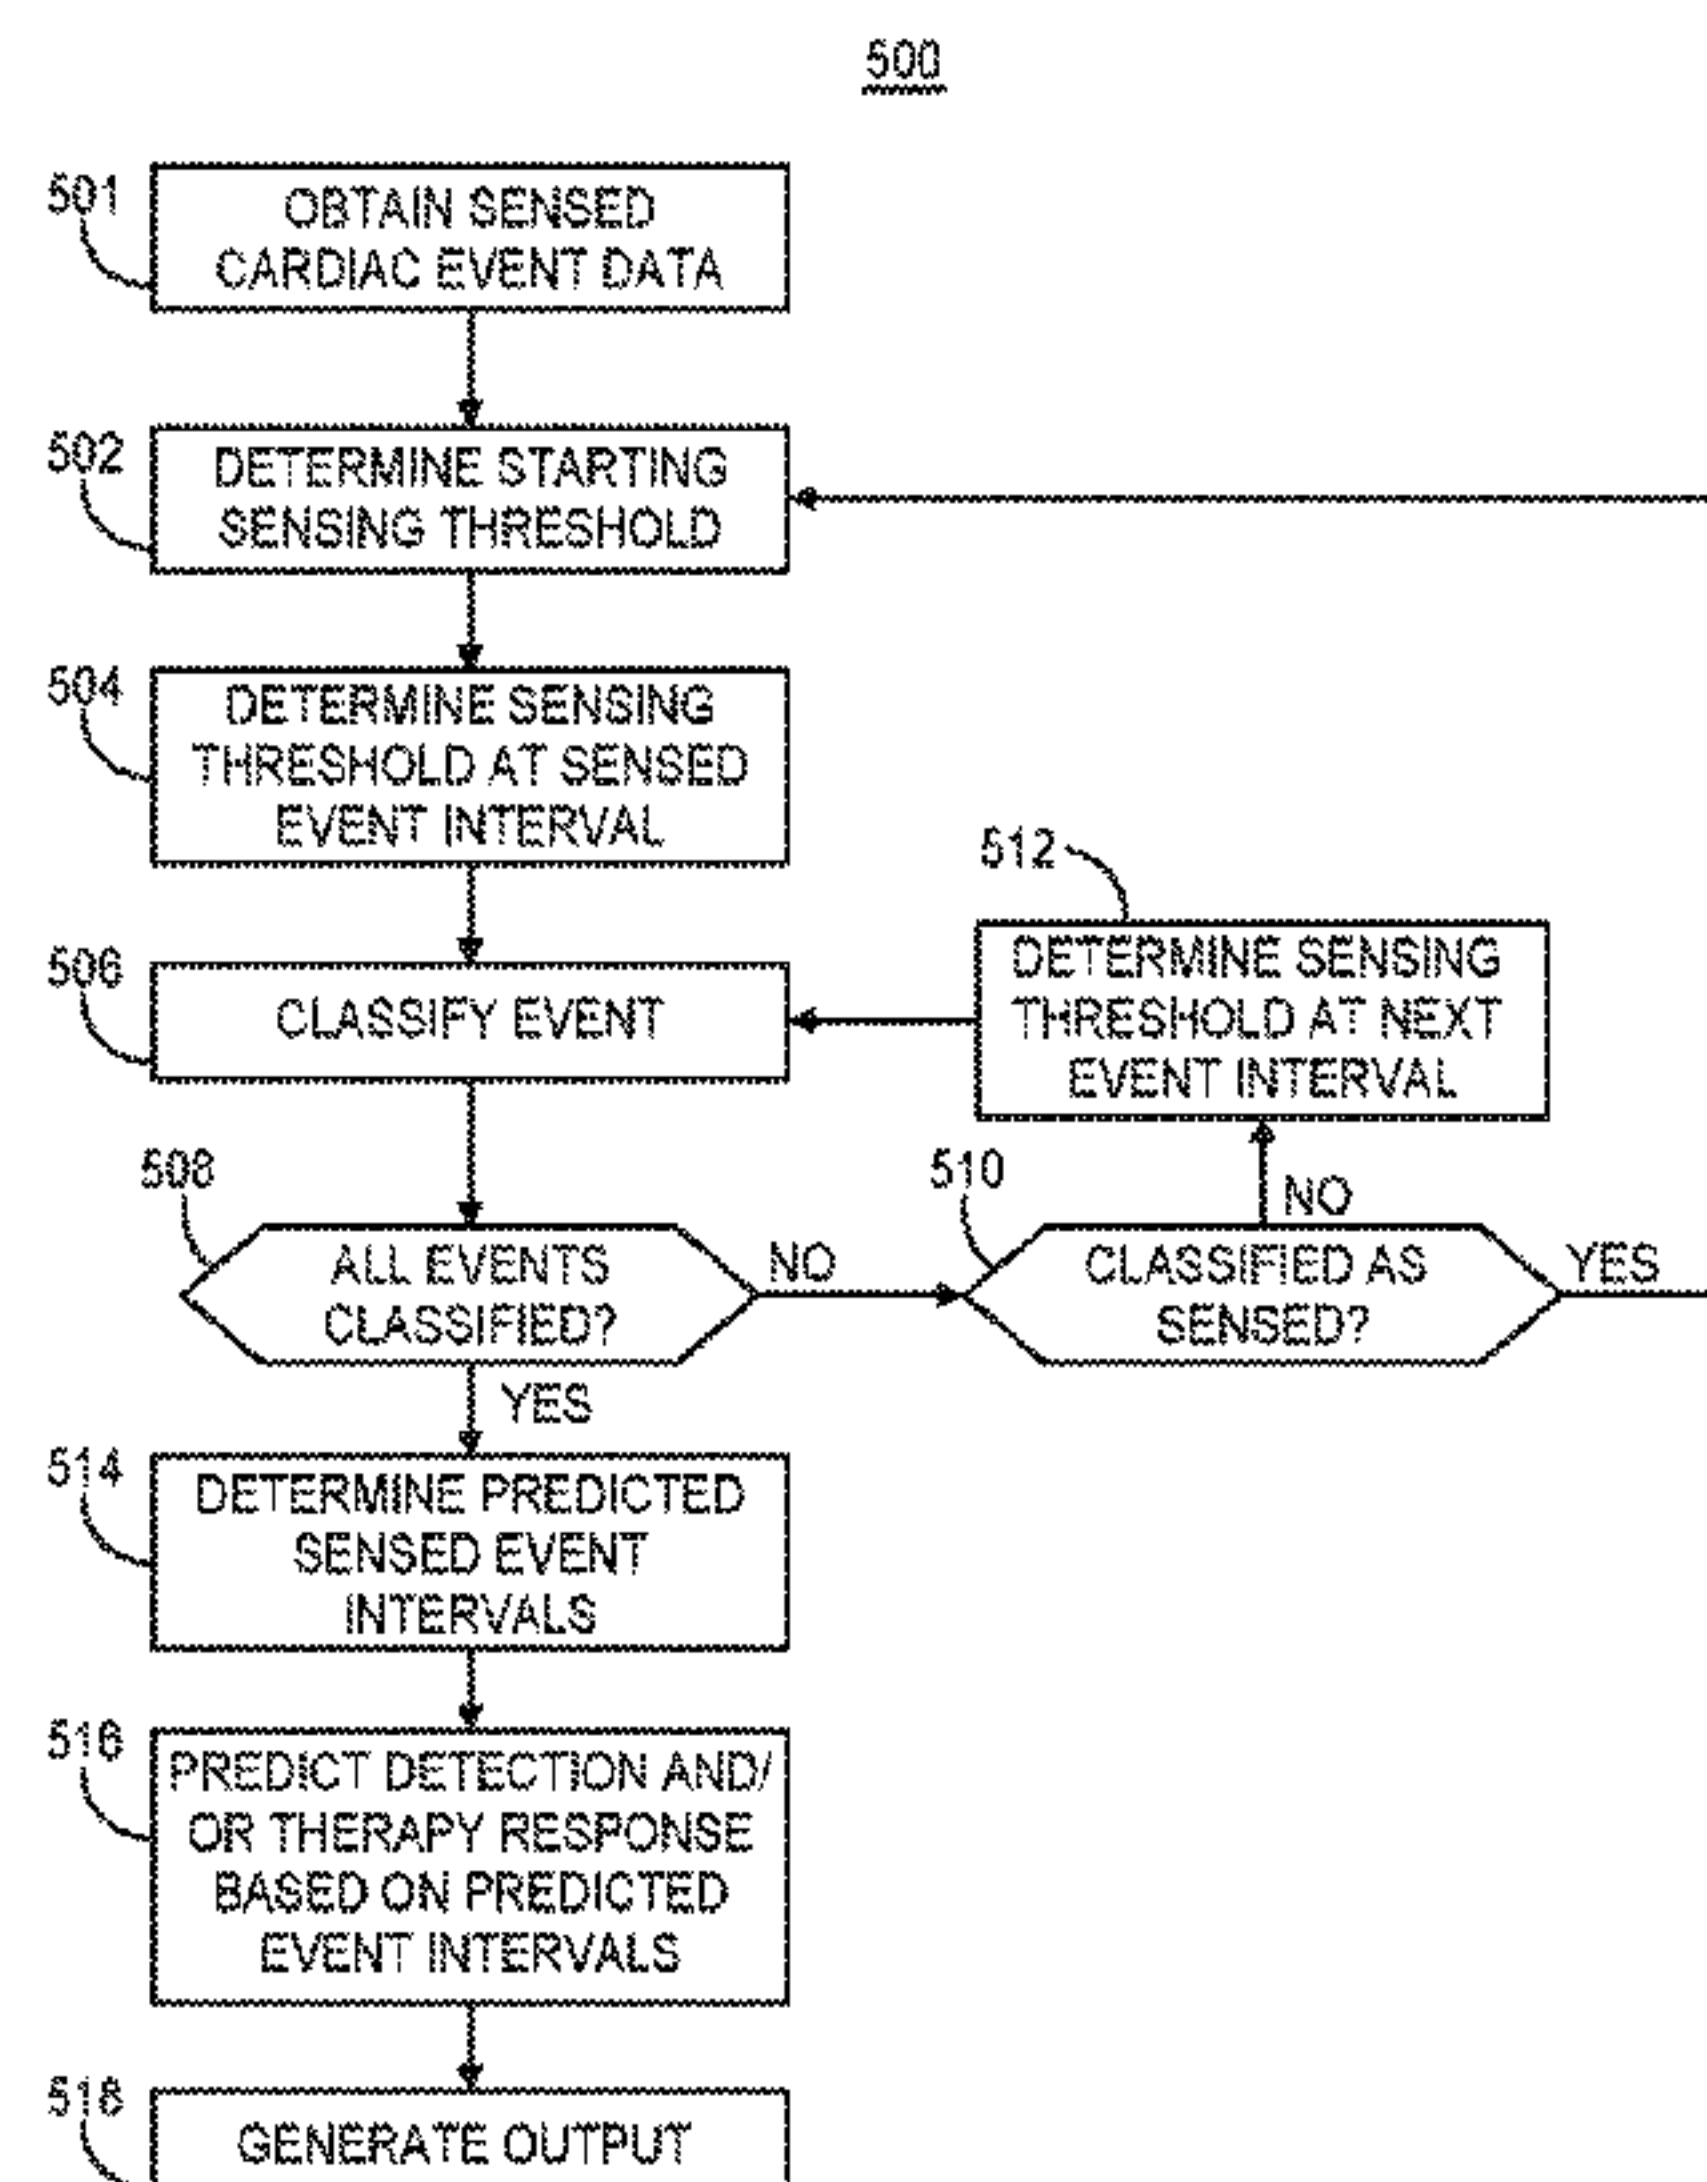 500
501
OBTAIN SENSED
CARDIAC EVENT DATA
502
DETERMINE STARTING
SENSING THRESHOLD
504
DETERMINE SENSING
THRESHOLD AT SENSED
EVENT INTERVAL
512
DETERMINE SENSING
THRESHOLD AT NEXT
EVENT INTERVAL
506
CLASSIFY EVENT
508
ALL EVENTS
CLASSIFIED?
NO
510
CLASSIFIED AS
SENSED?
NO
YES
YES
514
DETERMINE PREDICTED
SENSED EVENT
INTERVALS
516
PREDICT DETECTION AND/
OR THERAPY RESPONSE
BASED ON PREDICTED
EVENT INTERVALS
518
GENERATE OUTPUT